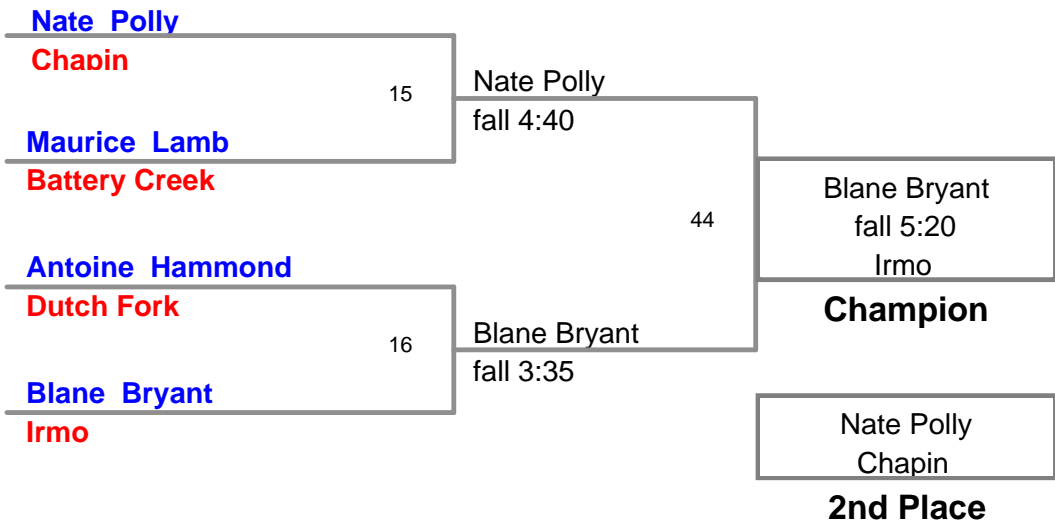 Nate Polly
Chapin
15
Nate Polly
fall 4:40
Maurice Lamb
Battery Creek
44
Blane Bryant
fall 5:20
Irmo
Champion
Antoine Hammond
Dutch Fork
16
Blane Bryant
fall 3:35
Blane Bryant
Irmo
Nate Polly
Chapin
2nd Place